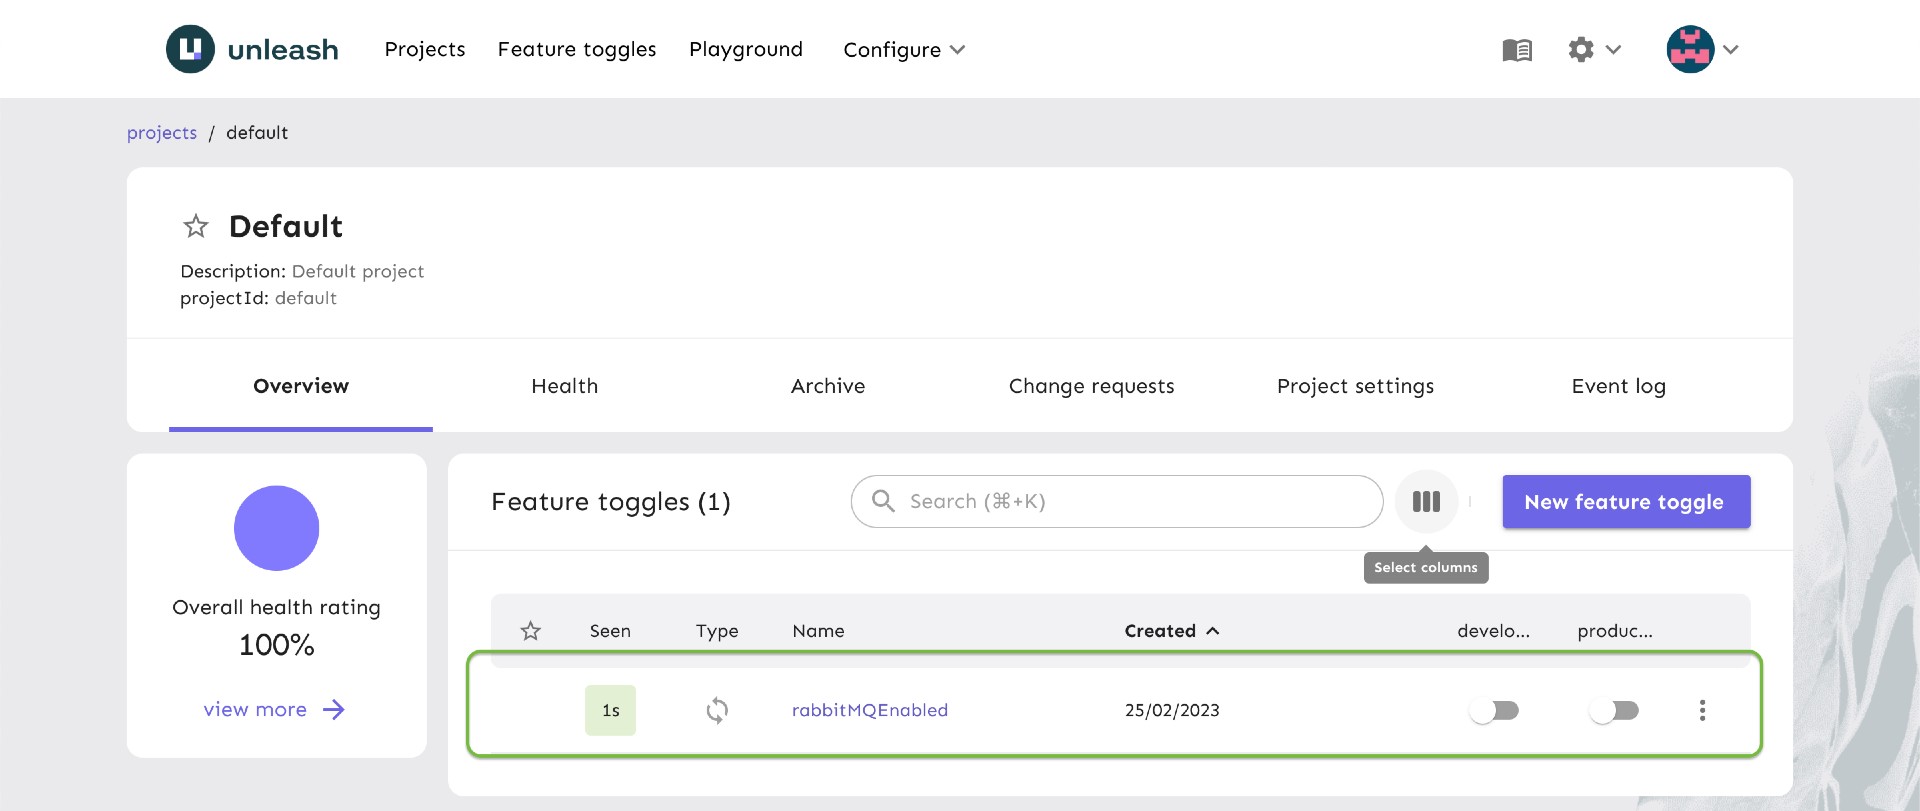 unleash Projects Feature toggles Playground Configure
projects / default
Default
Description: Default project
projectId: default
Overview Health Archive Change requests Project settings Event log
Overall health rating
100%
view more
Feature toggles (1) Search (⌘+K) New feature toggle
Select columns
Seen Type Name Created develo... produc...
1s rabbitMQEnabled 25/02/2023